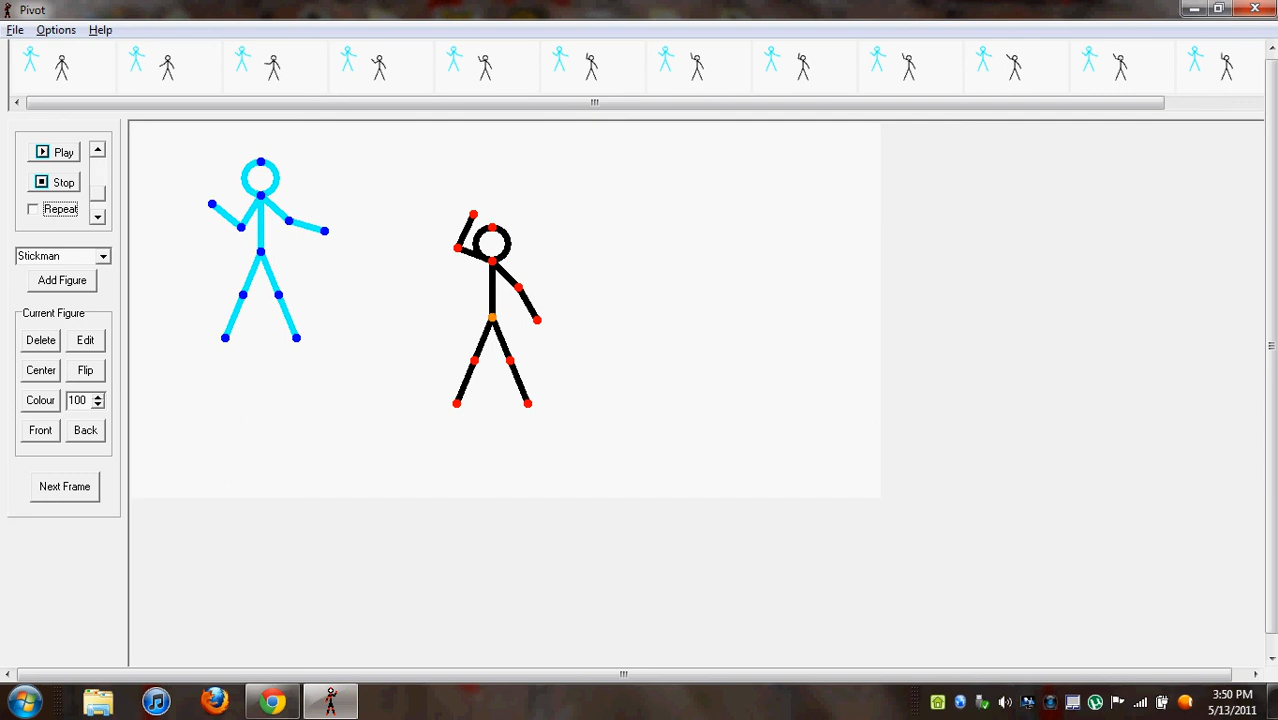 Pivot
File Options Help
Play
Stop
Repeat
Stickman
Add Figure
Current Figure
Delete Edit
Center Flip
Colour 100
Front Back
Next Frame
3:50 PM
5/13/2011